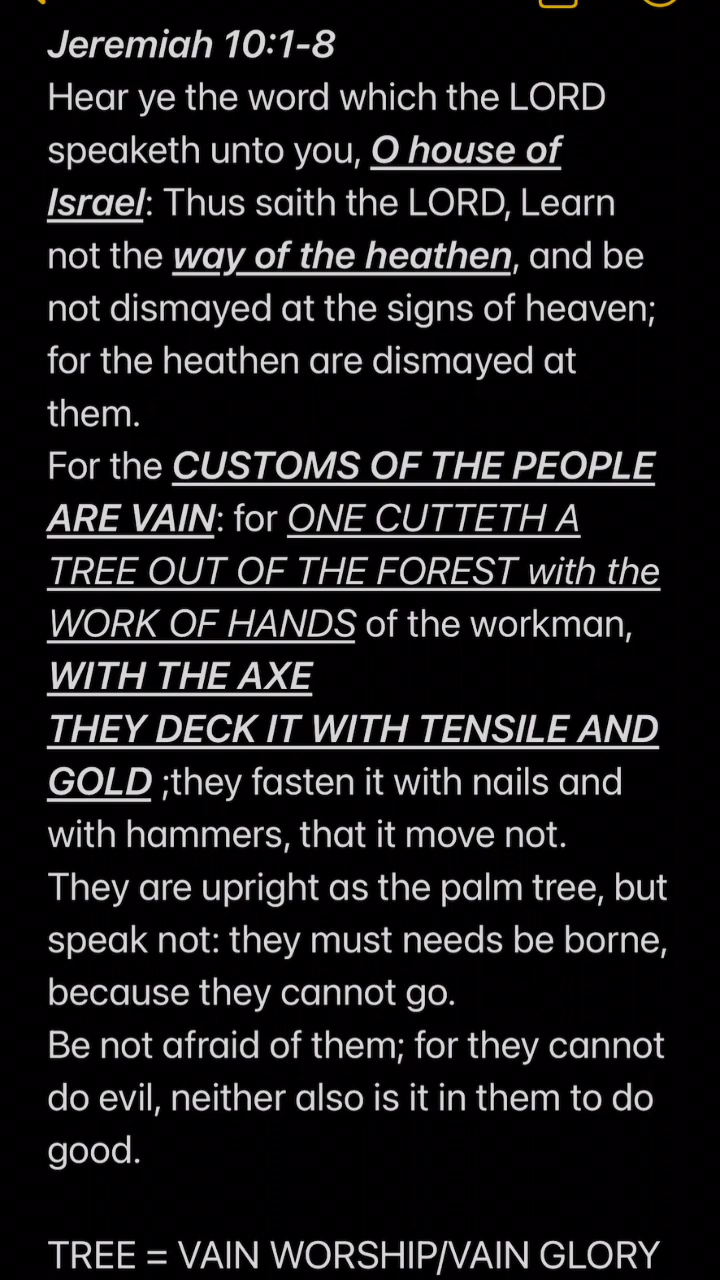 Jeremiah 10:1-8
Hear ye the word which the LORD
speaketh unto you, O house of
Israel: Thus saith the LORD, Learn
not the way of the heathen, and be
not dismayed at the signs of heaven;
for the heathen are dismayed at
them.
For the CUSTOMS OF THE PEOPLE
ARE VAIN: for ONE CUTTETH A
TREE OUT OF THE FOREST with the
WORK OF HANDS of the workman,
WITH THE AXE
THEY DECK IT WITH TENSILE AND
GOLD ;they fasten it with nails and
with hammers, that it move not.
They are upright as the palm tree, but
speak not: they must needs be borne,
because they cannot go.
Be not afraid of them; for they cannot
do evil, neither also is it in them to do
good.
TREE = VAIN WORSHIP/VAIN GLORY